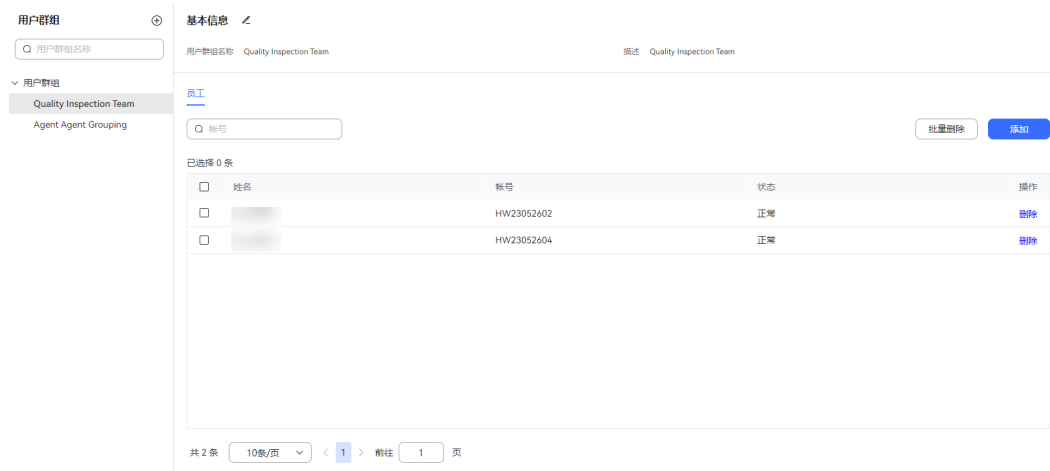 用户群组
用户群组名称
用户群组
Quality Inspection Team
Agent Agent Grouping
基本信息
用户群组名称 Quality Inspection Team 描述 Quality Inspection Team
员工
帐号 批量删除 添加
已选择 0 条
姓名 帐号 状态 操作
HW23052602 正常 删除
HW23052604 正常 删除
共 2 条 10条/页 1 前往 1 页